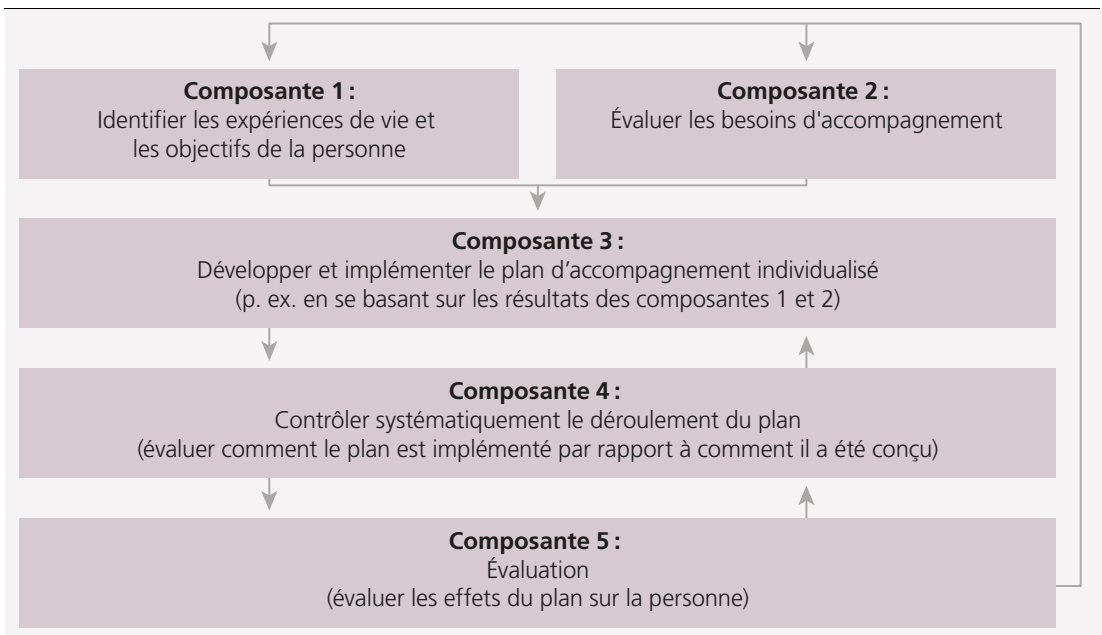 Composante 1 :
Identifier les expériences de vie et
les objectifs de la personne
Composante 2 :
Évaluer les besoins d'accompagnement
Composante 3 :
Développer et implémenter le plan d’accompagnement individualisé
(p. ex. en se basant sur les résultats des composantes 1 et 2)
Composante 4 :
Contrôler systématiquement le déroulement du plan
(évaluer comment le plan est implémenté par rapport à comment il a été conçu)
Composante 5 :
Évaluation
(évaluer les effets du plan sur la personne)